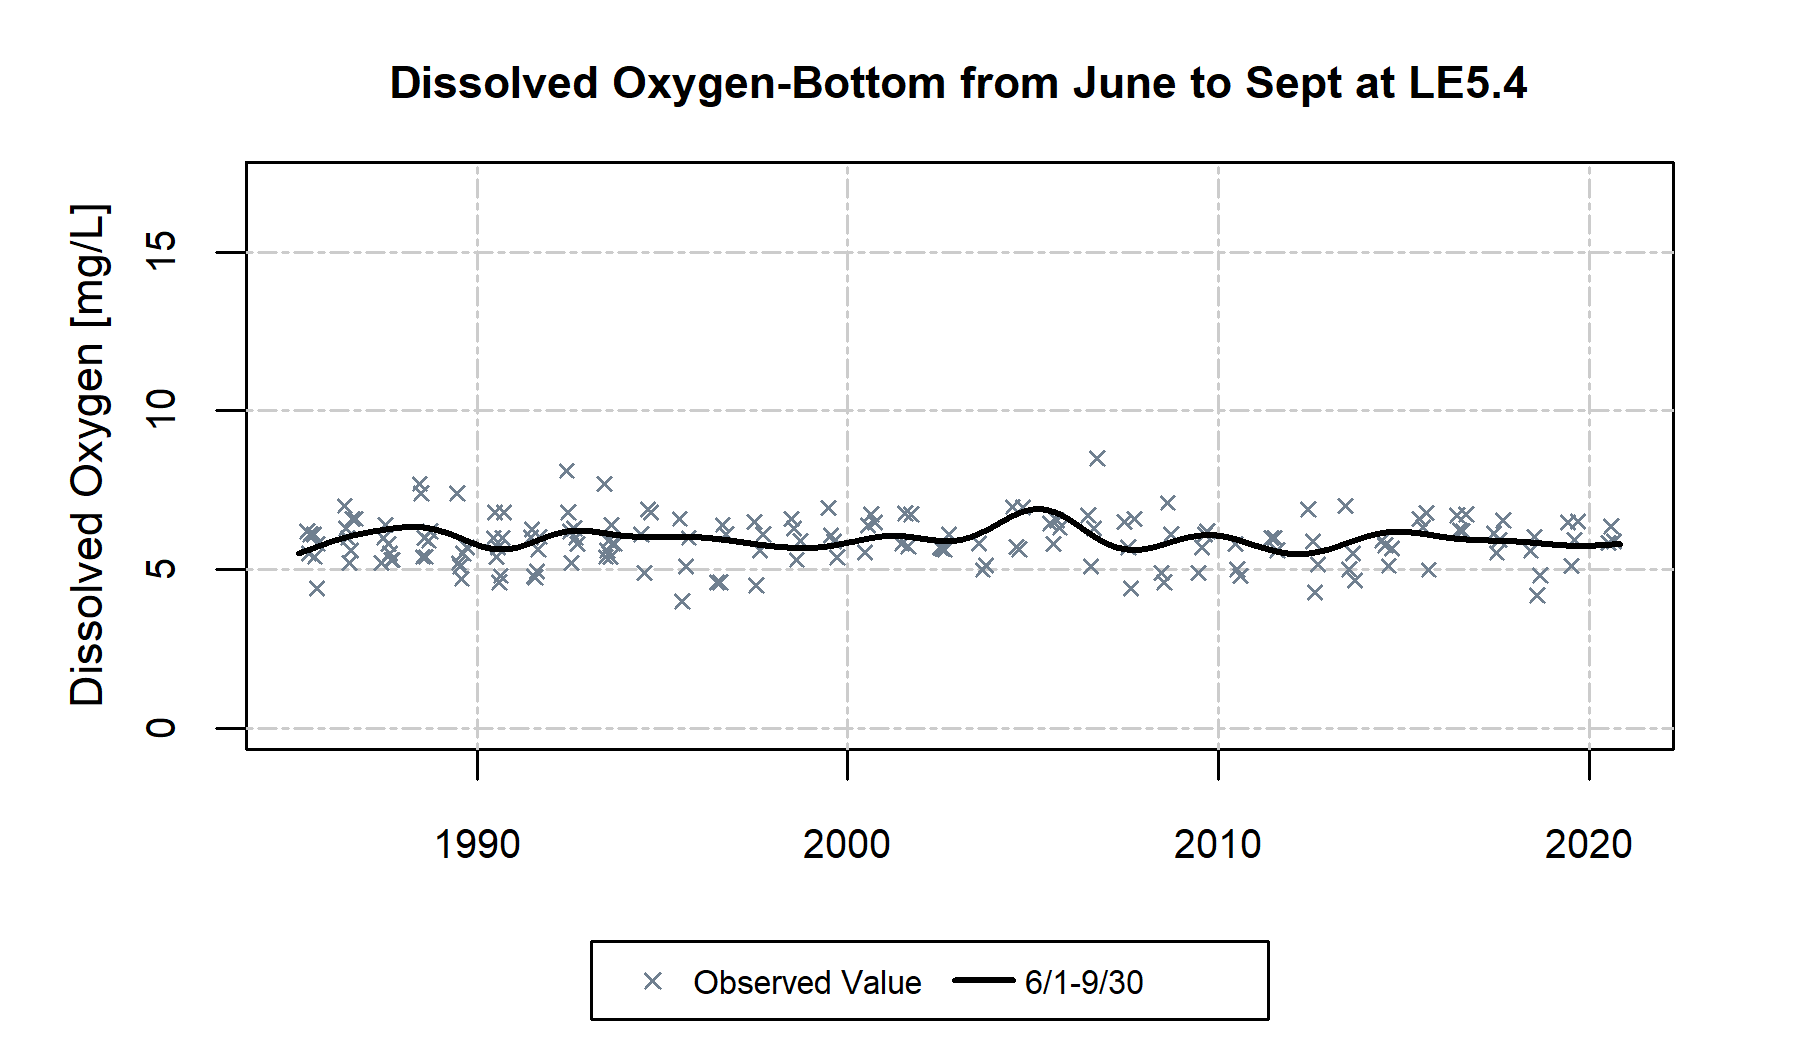 Dissolved Oxygen-Bottom from June to Sept at LE5.4
Dissolved Oxygen [mg/L]
15
10
5
0
1990 2000 2010 2020
Observed Value 6/1-9/30